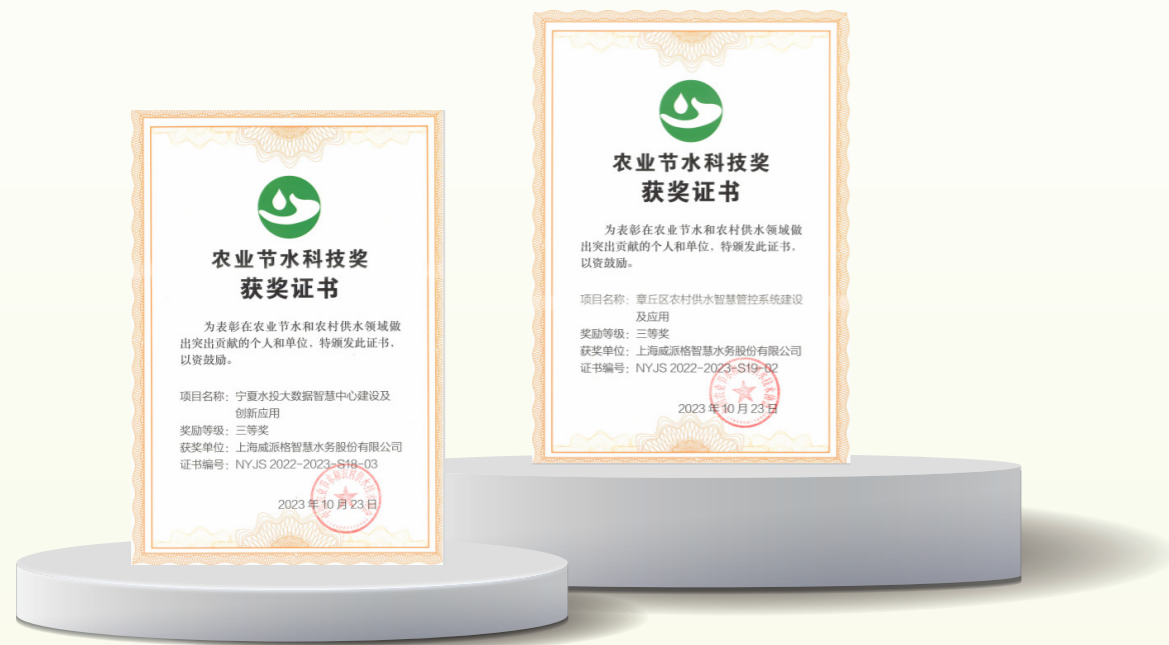 农业节水科技奖
获奖证书
为表彰在农业节水和农村供水领域做
出突出贡献的个人和单位，特颁发此证书，
以资鼓励。
项目名称：宁夏水投大数据智慧中心建设及
创新应用
奖励等级：三等奖
获奖单位：上海威派格智慧水务股份有限公司
证书编号：NYJS 2022-2023-S18-03
2023 年 10 月 23 日
农业节水科技奖
获奖证书
为表彰在农业节水和农村供水领域做
出突出贡献的个人和单位，特颁发此证书，
以资鼓励。
项目名称：章丘区农村供水智慧管控系统建设
及应用
奖励等级：三等奖
获奖单位：上海威派格智慧水务股份有限公司
证书编号：NYJS 2022-2023-S19-02
2023 年 10 月 23 日